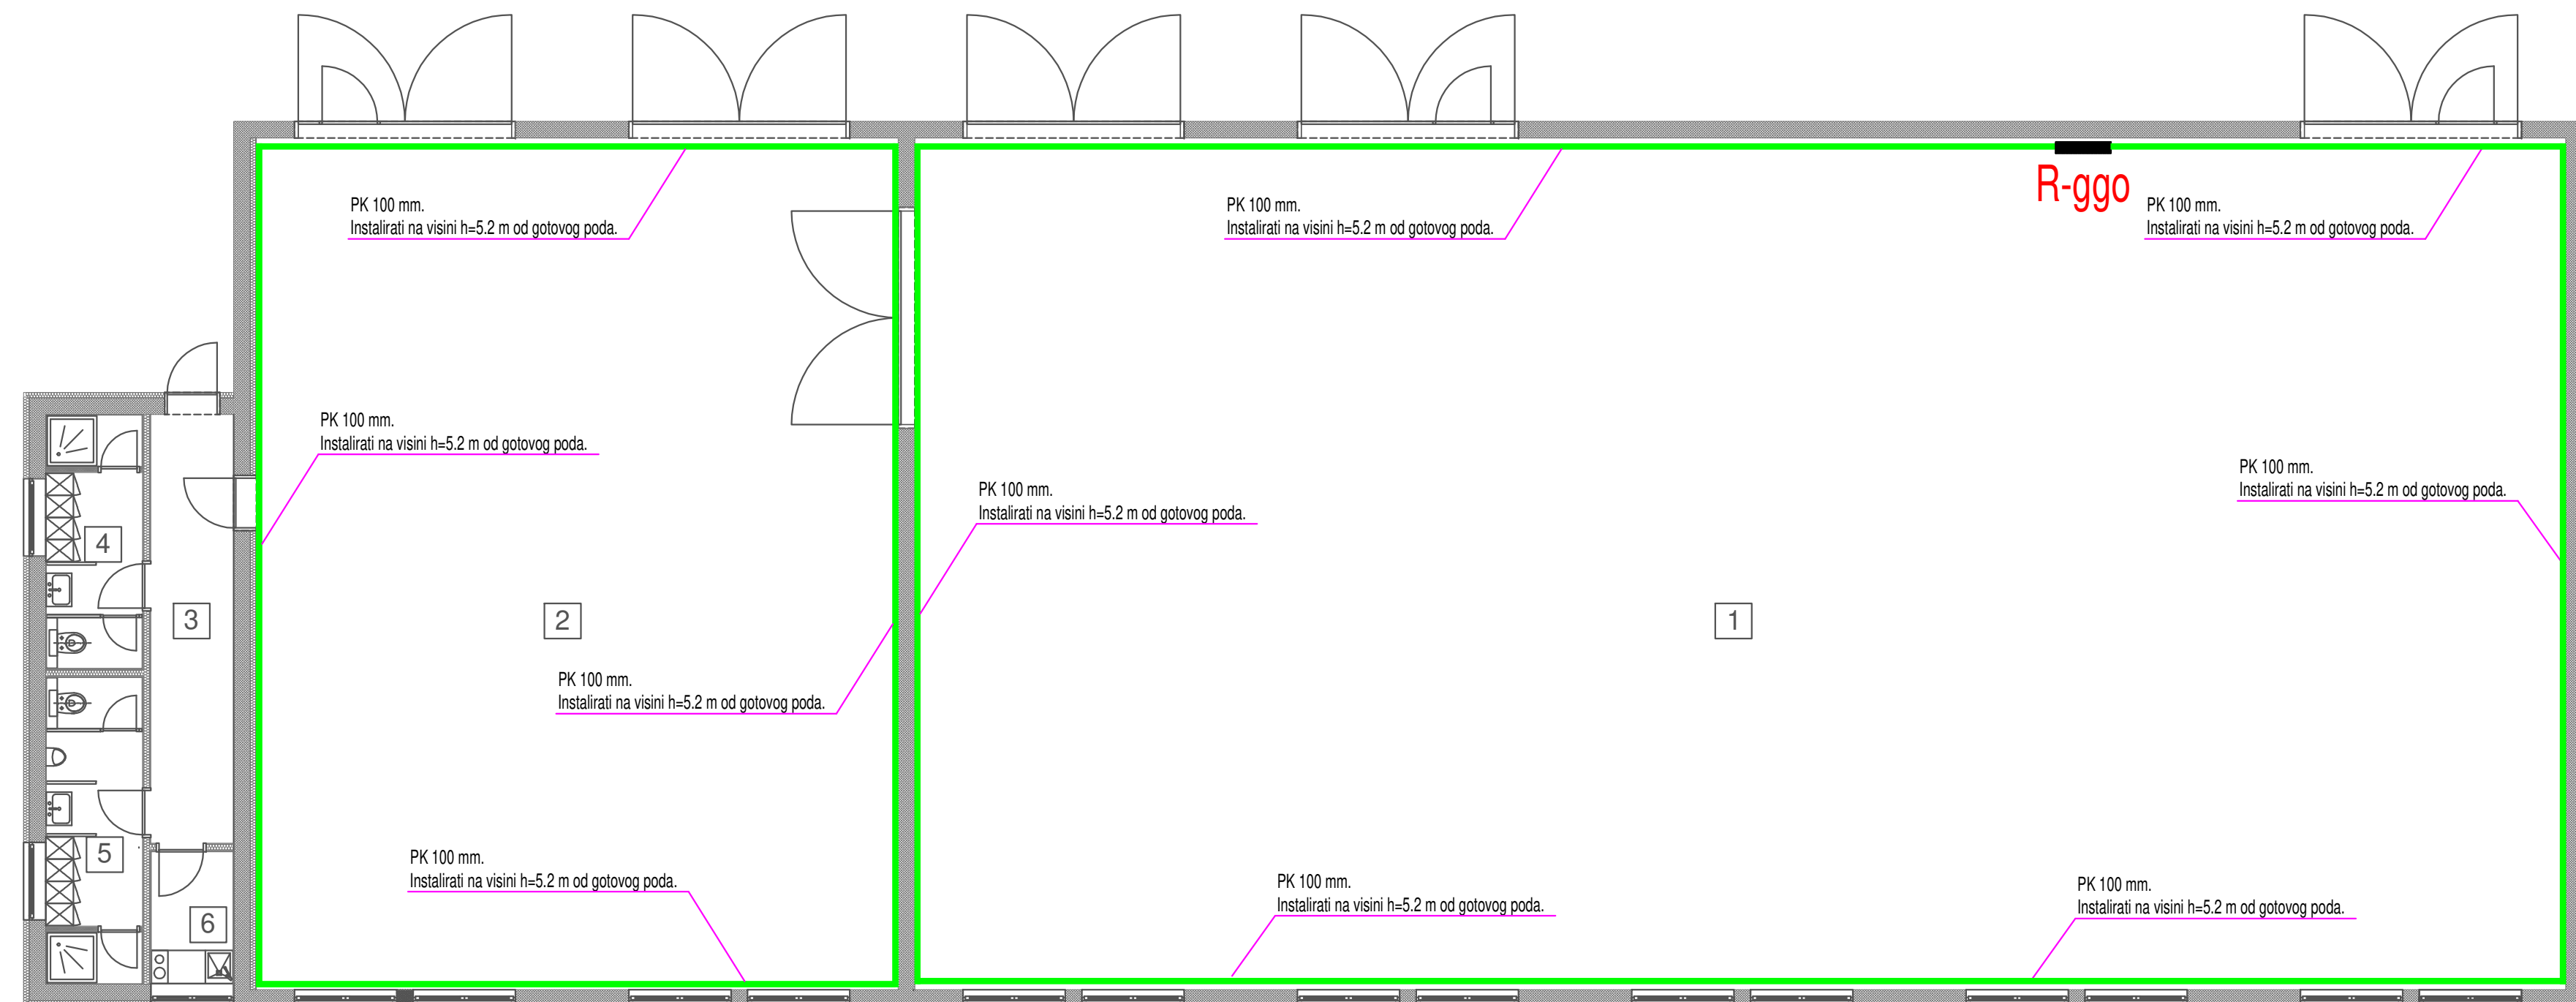 R-ggo
PK 100 mm.
Instalirati na visini h=5.2 m od gotovog poda.
PK 100 mm.
Instalirati na visini h=5.2 m od gotovog poda.
PK 100 mm.
Instalirati na visini h=5.2 m od gotovog poda.
PK 100 mm.
Instalirati na visini h=5.2 m od gotovog poda.
PK 100 mm.
Instalirati na visini h=5.2 m od gotovog poda.
PK 100 mm.
Instalirati na visini h=5.2 m od gotovog poda.
4
3
2
1
PK 100 mm.
Instalirati na visini h=5.2 m od gotovog poda.
5
PK 100 mm.
Instalirati na visini h=5.2 m od gotovog poda.
PK 100 mm.
Instalirati na visini h=5.2 m od gotovog poda.
PK 100 mm.
Instalirati na visini h=5.2 m od gotovog poda.
6